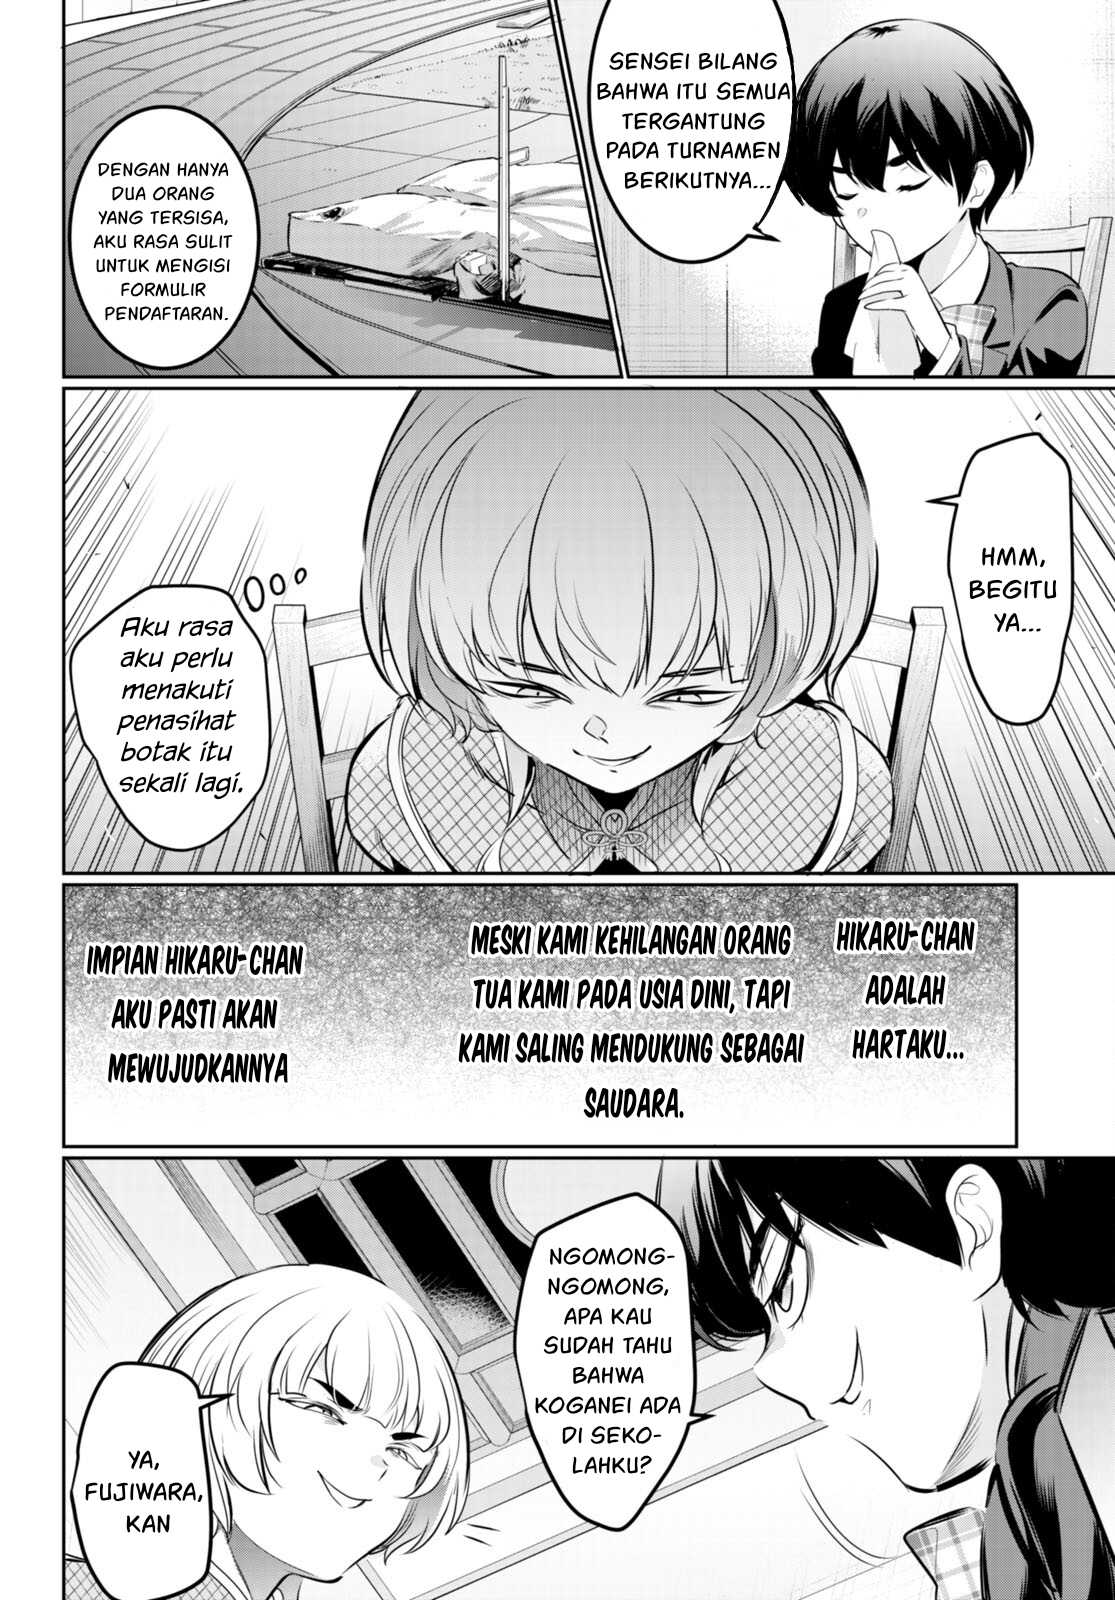 SENSEI BILANG
BAHWA ITU SEMUA
TERGANTUNG
PADA TURNAMEN
BERIKUTNYA...
DENGAN HANYA
DUA ORANG
YANG TERSISA,
AKU RASA SULIT
UNTUK MENGISI
FORMULIR
PENDAFTARAN.
HMM,
BEGITU
YA...
Aku rasa
aku perlu
menakuti
penasihat
botak itu
sekali lagi.
HIKARU-CHAN
ADALAH
HARTAKU...
MESKI KAMI KEHILANGAN ORANG
TUA KAMI PADA USIA DINI, TAPI
KAMI SALING MENDUKUNG SEBAGAI
SAUDARA.
IMPIAN HIKARU-CHAN
AKU PASTI AKAN
MEWUJUDKANNYA
NGOMONG-
NGOMONG,
APA KAU
SUDAH TAHU
BAHWA
KOGANEI ADA
DI SEKO-
LAHKU?
YA,
FUJIWARA,
KAN